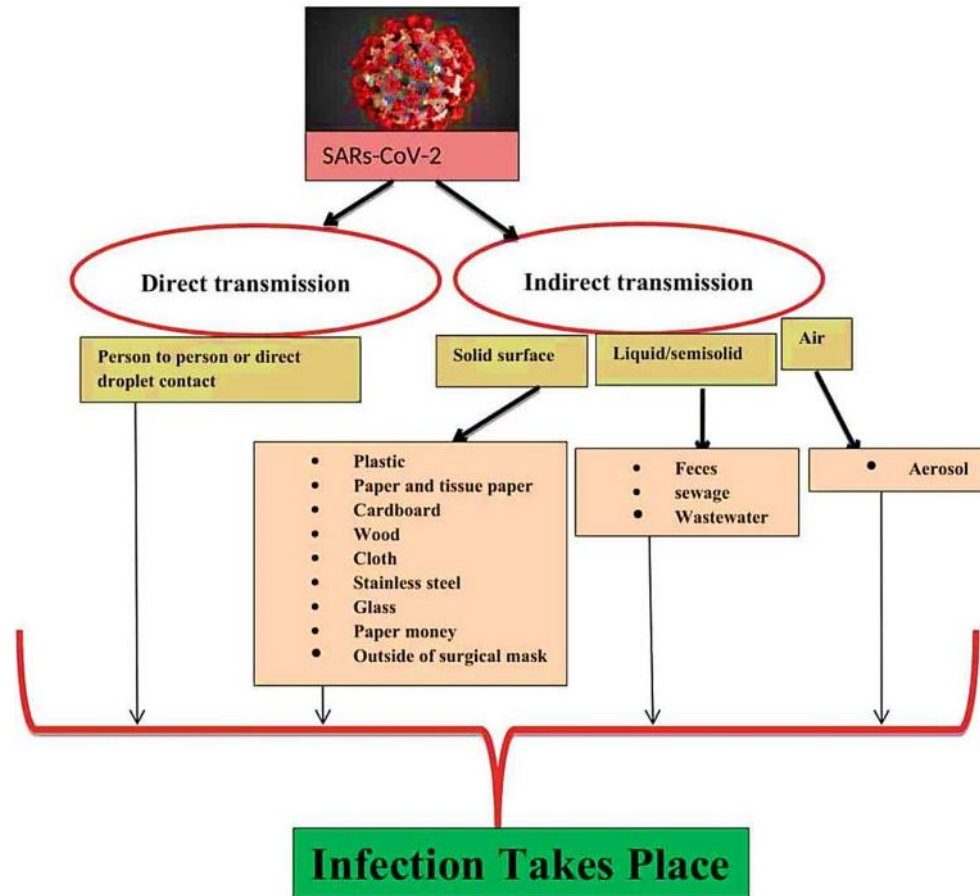 SARs-CoV-2
Direct transmission
Indirect transmission
Person to person or direct
droplet contact
Solid surface
Liquid/semisolid
Air
• Plastic
• Paper and tissue paper
• Cardboard
• Wood
• Cloth
• Stainless steel
• Glass
• Paper money
• Outside of surgical mask
• Feces
• sewage
• Wastewater
• Aerosol
Infection Takes Place